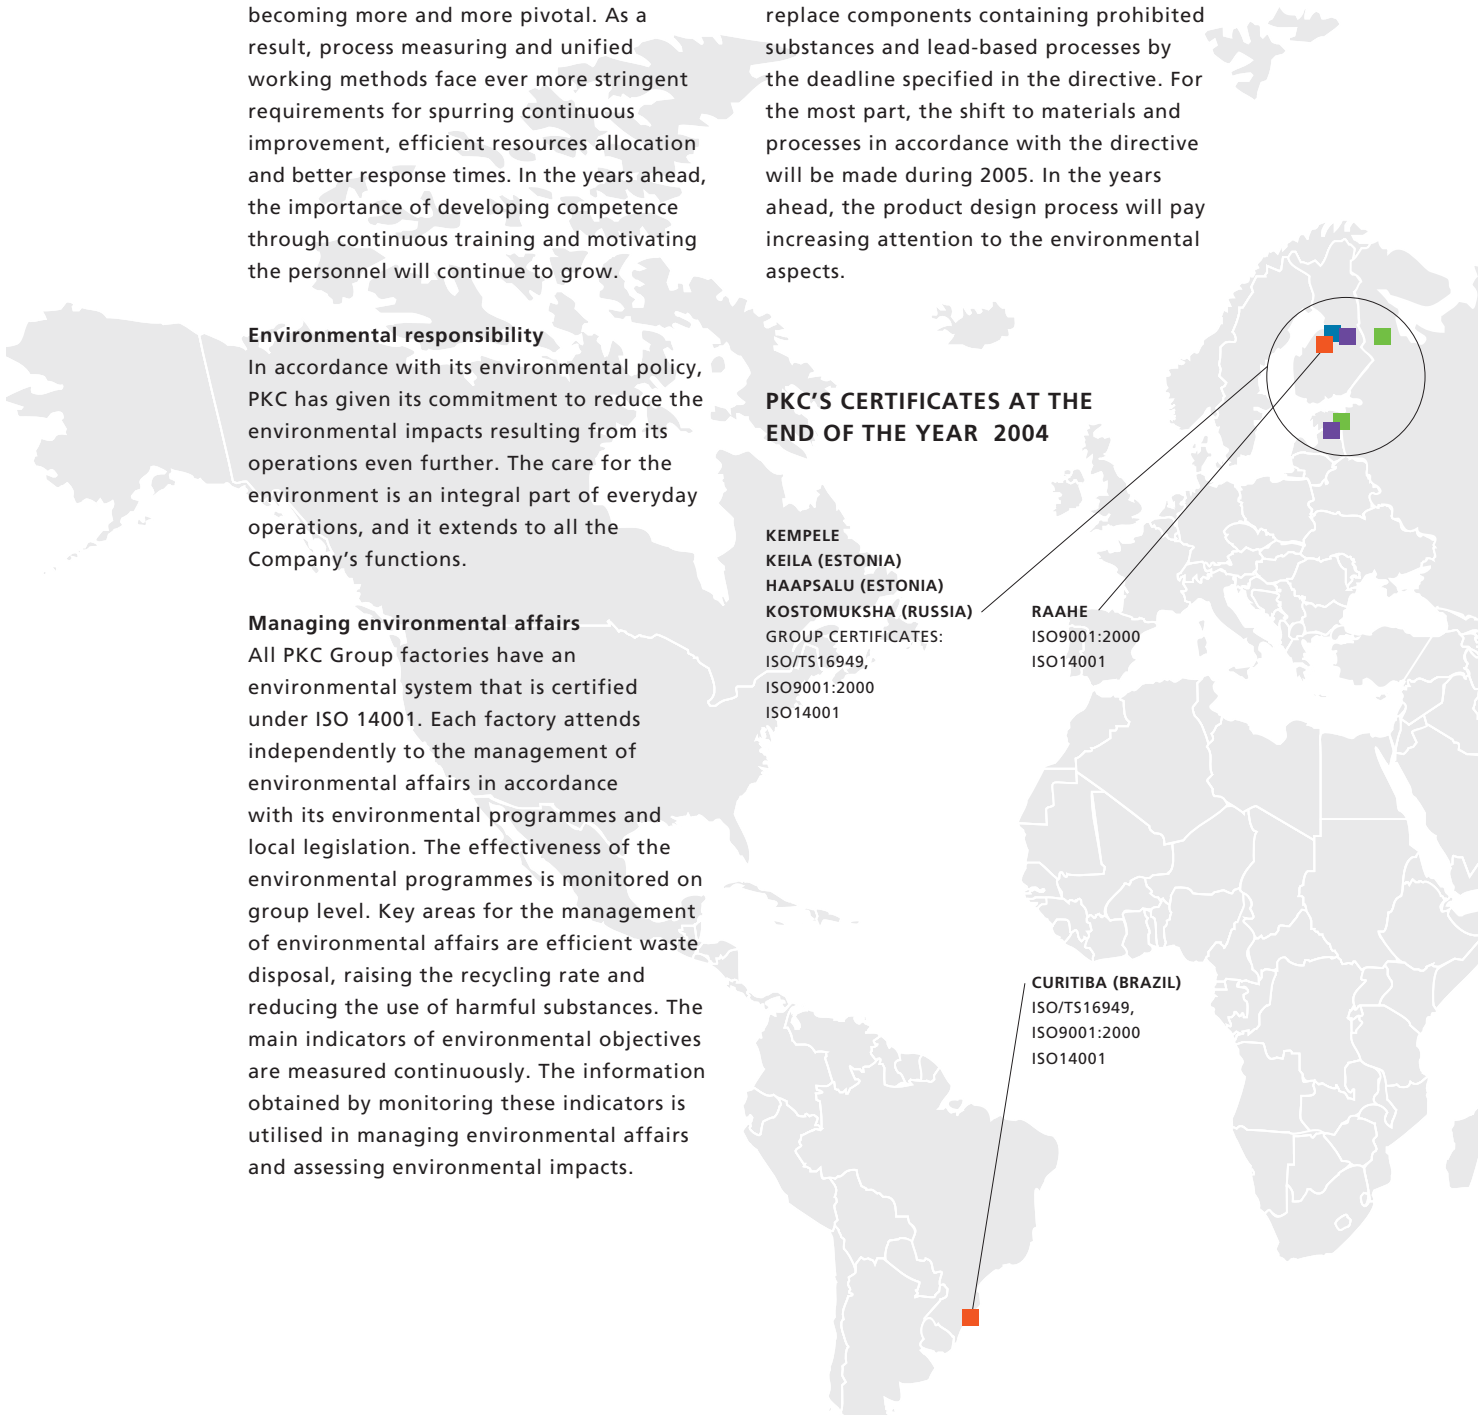 becoming more and more pivotal. As a
result, process measuring and unified
working methods face ever more stringent
requirements for spurring continuous
improvement, efficient resources allocation
and better response times. In the years ahead,
the importance of developing competence
through continuous training and motivating
the personnel will continue to grow.
Environmental responsibility
In accordance with its environmental policy,
PKC has given its commitment to reduce the
environmental impacts resulting from its
operations even further. The care for the
environment is an integral part of everyday
operations, and it extends to all the
Company's functions.
Managing environmental affairs
All PKC Group factories have an
environmental system that is certified
under ISO 14001. Each factory attends
independently to the management of
environmental affairs in accordance
with its environmental programmes and
local legislation. The effectiveness of the
environmental programmes is monitored on
group level. Key areas for the management
of environmental affairs are efficient waste
disposal, raising the recycling rate and
reducing the use of harmful substances. The
main indicators of environmental objectives
are measured continuously. The information
obtained by monitoring these indicators is
utilised in managing environmental affairs
and assessing environmental impacts.
replace components containing prohibited
substances and lead-based processes by
the deadline specified in the directive. For
the most part, the shift to materials and
processes in accordance with the directive
will be made during 2005. In the years
ahead, the product design process will pay
increasing attention to the environmental
aspects.
PKC'S CERTIFICATES AT THE
END OF THE YEAR 2004
KEMPELE
KEILA (ESTONIA)
HAAPSALU (ESTONIA)
KOSTOMUKSHA (RUSSIA)
GROUP CERTIFICATES:
ISO/TS16949,
ISO9001:2000
ISO14001
RAAHE
ISO9001:2000
ISO14001
CURITIBA (BRAZIL)
ISO/TS16949,
ISO9001:2000
ISO14001